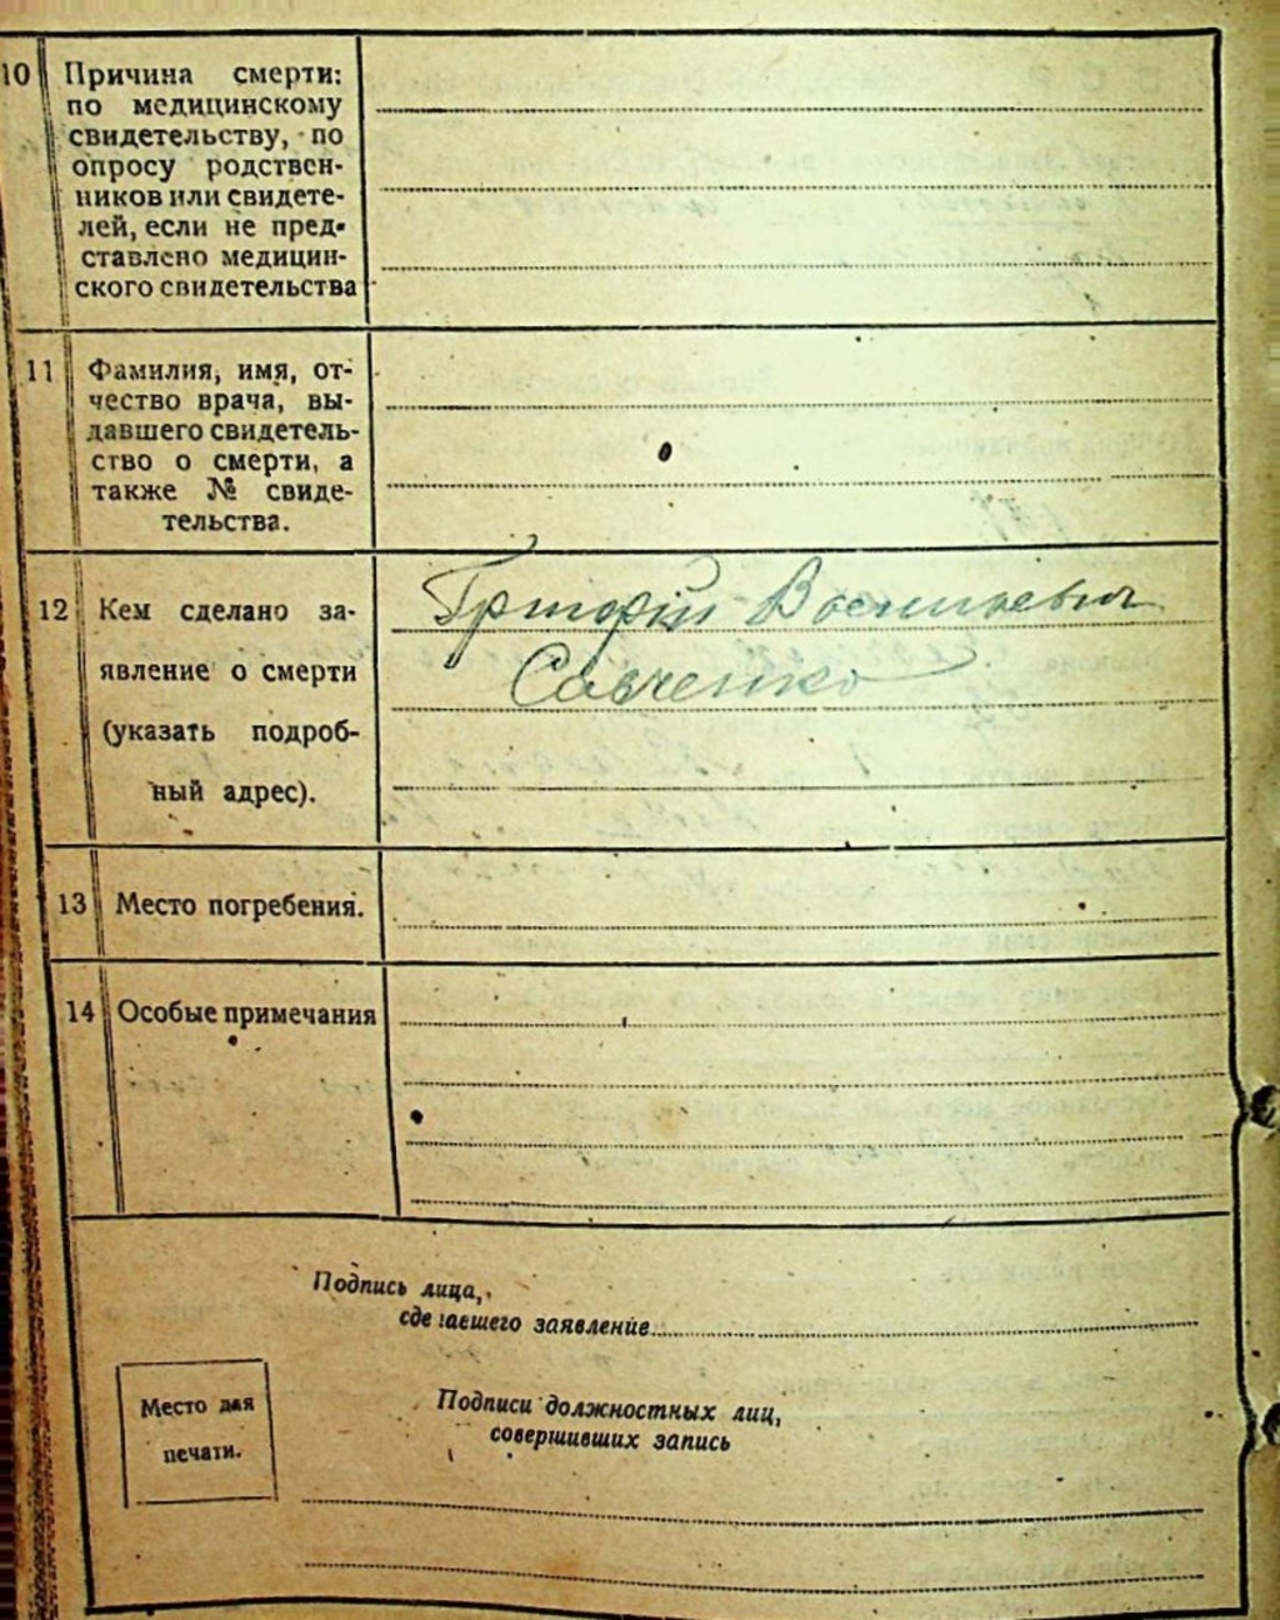 10 Причина смерти:
по медицинскому
свидетельству, по
опросу родствен-
ников или свидете-
лей, если не пред-
ставлено медицин-
ского свидетельства
11 Фамилия, имя, от-
чество врача, вы-
давшего свидетель-
ство о смерти, а
также № свиде-
тельства.
12 Кем сделано за-
явление о смерти
(указать подроб-
ный адрес).
Григорій Васильевич
Савченко
13 Место погребения.
14 Особые примечания
Подпись лица,
сделавшего заявление
Место для
печати.
Подписи должностных лиц,
совершивших запись